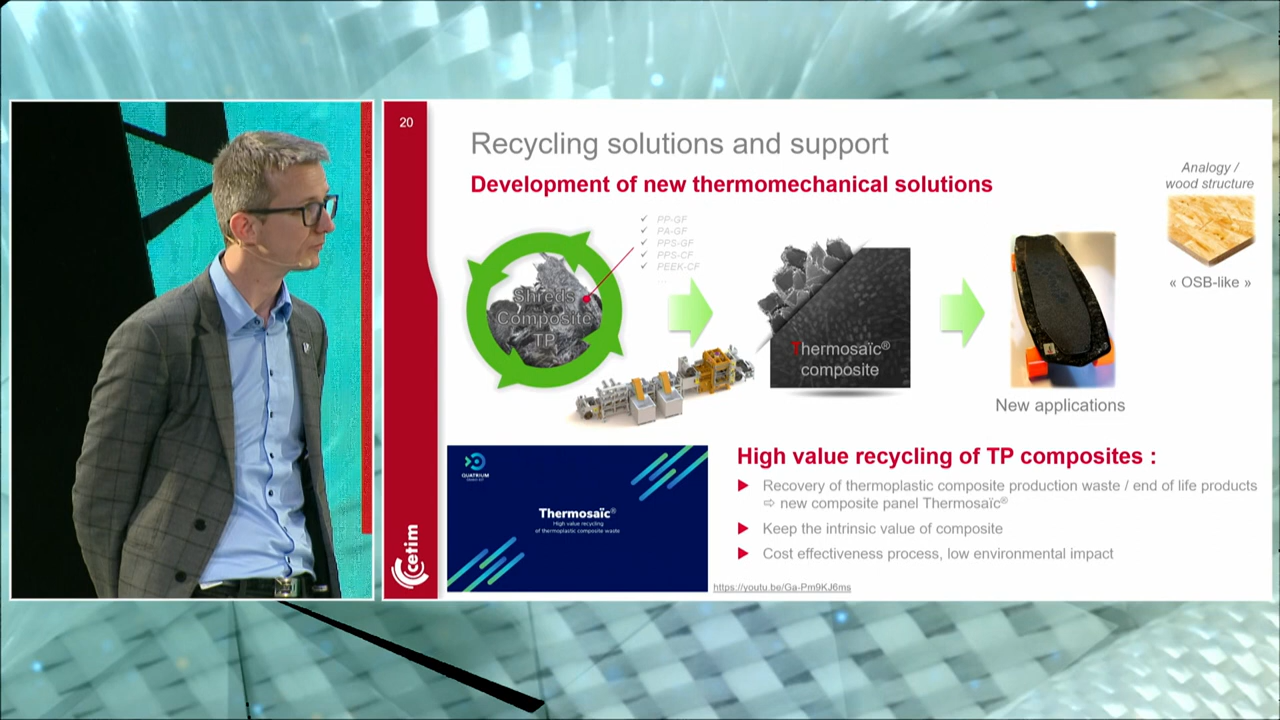 20
Recycling solutions and support
Development of new thermomechanical solutions
Analogy /
wood structure
« OSB-like »
✓ PP-GF
✓ PA-GF
✓ PPS-GF
✓ PPS-CF
✓ PEEK-CF
....
Shreds
Composite
TP
Thermosaïc®
composite
New applications
QUATRIUM
Thermosaïc®
High value recycling
of thermoplastic composite waste
High value recycling of TP composites :
Recovery of thermoplastic composite production waste / end of life products
⇨ new composite panel Thermosaïc®
Keep the intrinsic value of composite
Cost effectiveness process, low environmental impact
https://youtu.be/Ga-Pm9KJ6ms
cetim